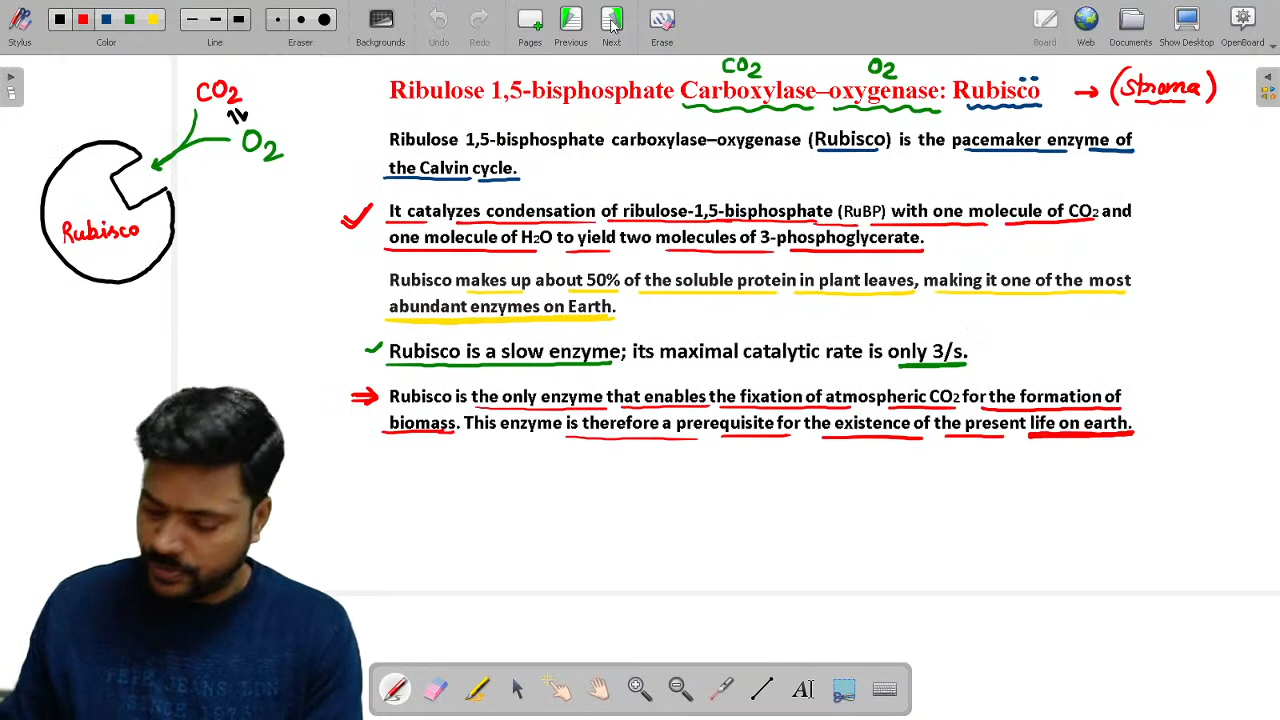 Stylus Color Line Eraser Backgrounds Undo Redo Pages Previous Next Erase Board Web Documents Show Desktop OpenBoard
CO2 O2
Ribulose 1,5-bisphosphate Carboxylase–oxygenase: Rubisco → (Stroma)
CO2
O2
Rubisco
Ribulose 1,5-bisphosphate carboxylase–oxygenase (Rubisco) is the pacemaker enzyme of
the Calvin cycle.
It catalyzes condensation of ribulose-1,5-bisphosphate (RuBP) with one molecule of CO2 and
one molecule of H2O to yield two molecules of 3-phosphoglycerate.
Rubisco makes up about 50% of the soluble protein in plant leaves, making it one of the most
abundant enzymes on Earth.
Rubisco is a slow enzyme; its maximal catalytic rate is only 3/s.
Rubisco is the only enzyme that enables the fixation of atmospheric CO2 for the formation of
biomass. This enzyme is therefore a prerequisite for the existence of the present life on earth.
PEPE JEANS LDN